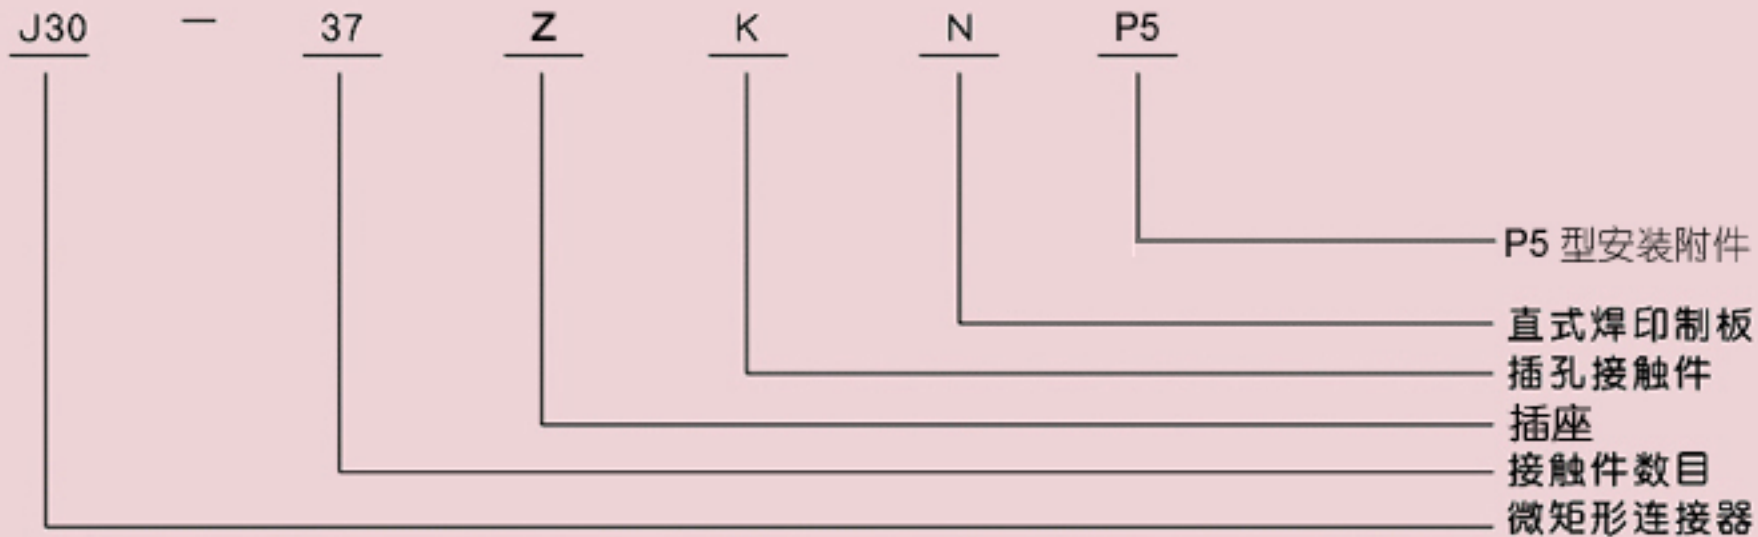 J30 — 37 Z K N P5
P5 型安装附件
直式焊印制板
插孔接触件
插座
接触件数目
微矩形连接器